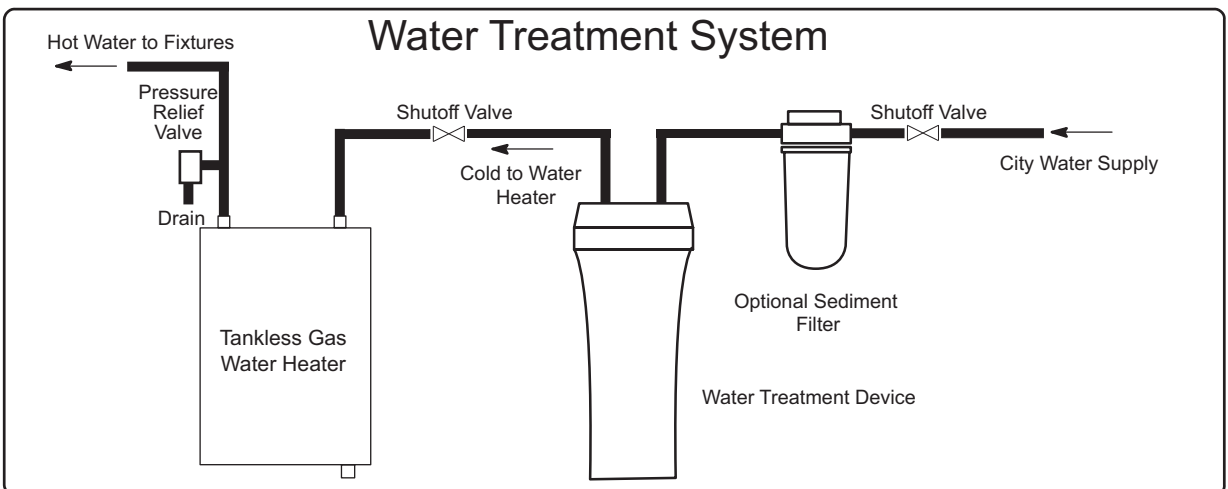 Water Treatment System
Hot Water to Fixtures
Pressure
Relief
Valve
Drain
Shutoff Valve
Cold to Water
Heater
Shutoff Valve
City Water Supply
Optional Sediment
Filter
Tankless Gas
Water Heater
Water Treatment Device